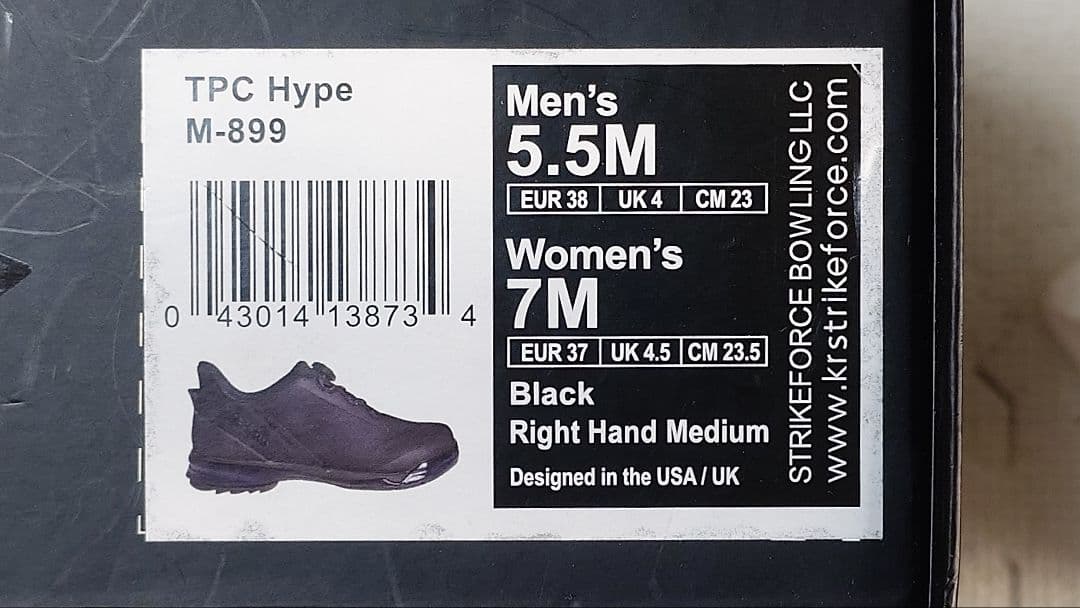 TPC Hype
M-899
0 43014 13873 4
Men's
5.5M
EUR 38 UK 4 CM 23
Women's
7M
EUR 37 UK 4.5 CM 23.5
Black
Right Hand Medium
Designed in the USA / UK
STRIKEFORCE BOWLING LLC
www.krstrikeforce.com